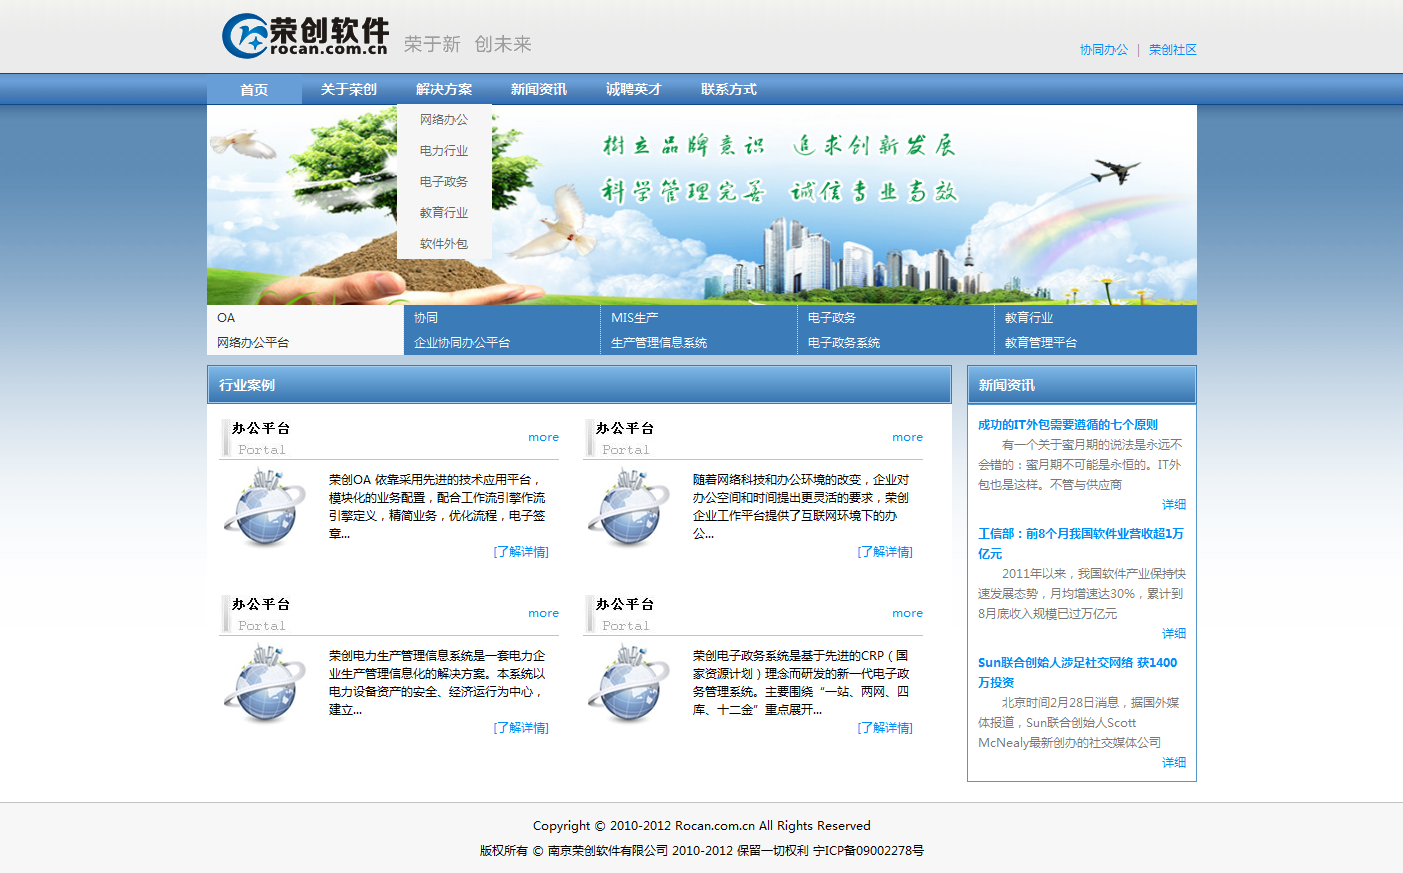 荣创软件
rocan.com.cn
荣于新 创未来
协同办公 | 荣创社区
首页 关于荣创 解决方案 新闻资讯 诚聘英才 联系方式
网络办公
电力行业
电子政务
教育行业
软件外包
樹立品牌意识 追求创新发展
科学管理完善 诚信专业高效
OA
网络办公平台
协同
企业协同办公平台
MIS生产
生产管理信息系统
电子政务
电子政务系统
教育行业
教育管理平台
行业案例
办公平台
Portal
more
荣创OA 依靠采用先进的技术应用平台，
模块化的业务配置，配合工作流引擎作流
引擎定义，精简业务，优化流程，电子签
章...
[了解详情]
办公平台
Portal
more
随着网络科技和办公环境的改变，企业对
办公空间和时间提出更灵活的要求，荣创
企业工作平台提供了互联网环境下的办
公...
[了解详情]
办公平台
Portal
more
荣创电力生产管理信息系统是一套电力企
业生产管理信息化的解决方案。本系统以
电力设备资产的安全、经济运行为中心，
建立...
[了解详情]
办公平台
Portal
more
荣创电子政务系统是基于先进的CRP（国
家资源计划）理念而研发的新一代电子政
务管理系统。主要围绕“一站、两网、四
库、十二金”重点展开...
[了解详情]
新闻资讯
成功的IT外包需要遵循的七个原则
有一个关于蜜月期的说法是永远不
会错的：蜜月期不可能是永恒的。IT外
包也是这样。不管与供应商
详细
工信部：前8个月我国软件业营收超1万
亿元
2011年以来，我国软件产业保持快
速发展态势，月均增速达30%，累计到
8月底收入规模已过万亿元
详细
Sun联合创始人涉足社交网络 获1400
万投资
北京时间2月28日消息，据国外媒
体报道，Sun联合创始人Scott
McNealy最新创办的社交媒体公司
详细
Copyright © 2010-2012 Rocan.com.cn All Rights Reserved
版权所有 © 南京荣创软件有限公司 2010-2012 保留一切权利 宁ICP备09002278号